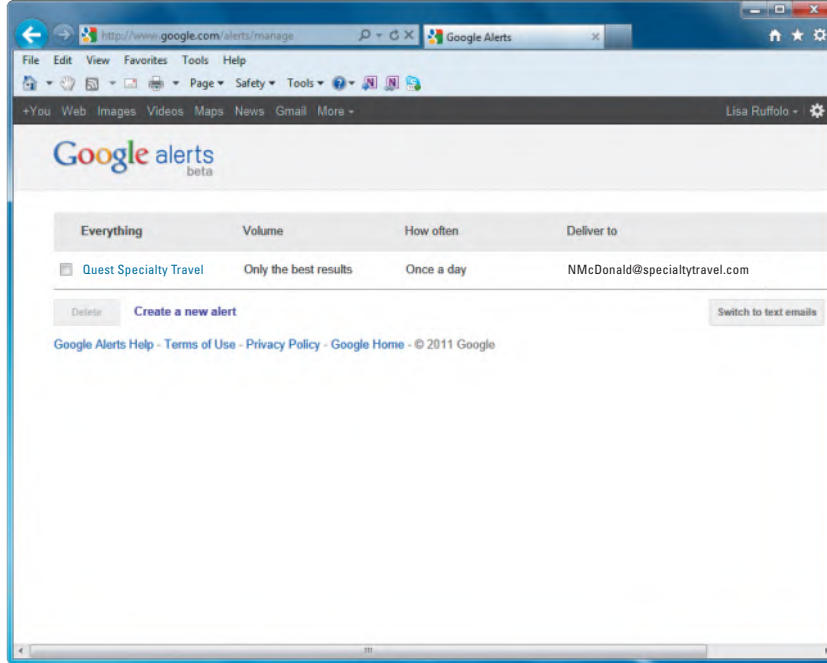 http://www.google.com/alerts/manage Google Alerts
File Edit View Favorites Tools Help
Page Safety Tools
+You Web Images Videos Maps News Gmail More Lisa Ruffolo
Google alerts
beta
Everything Volume How often Deliver to
Quest Specialty Travel Only the best results Once a day NMcDonald@specialtytravel.com
Delete Create a new alert Switch to text emails
Google Alerts Help - Terms of Use - Privacy Policy - Google Home - © 2011 Google